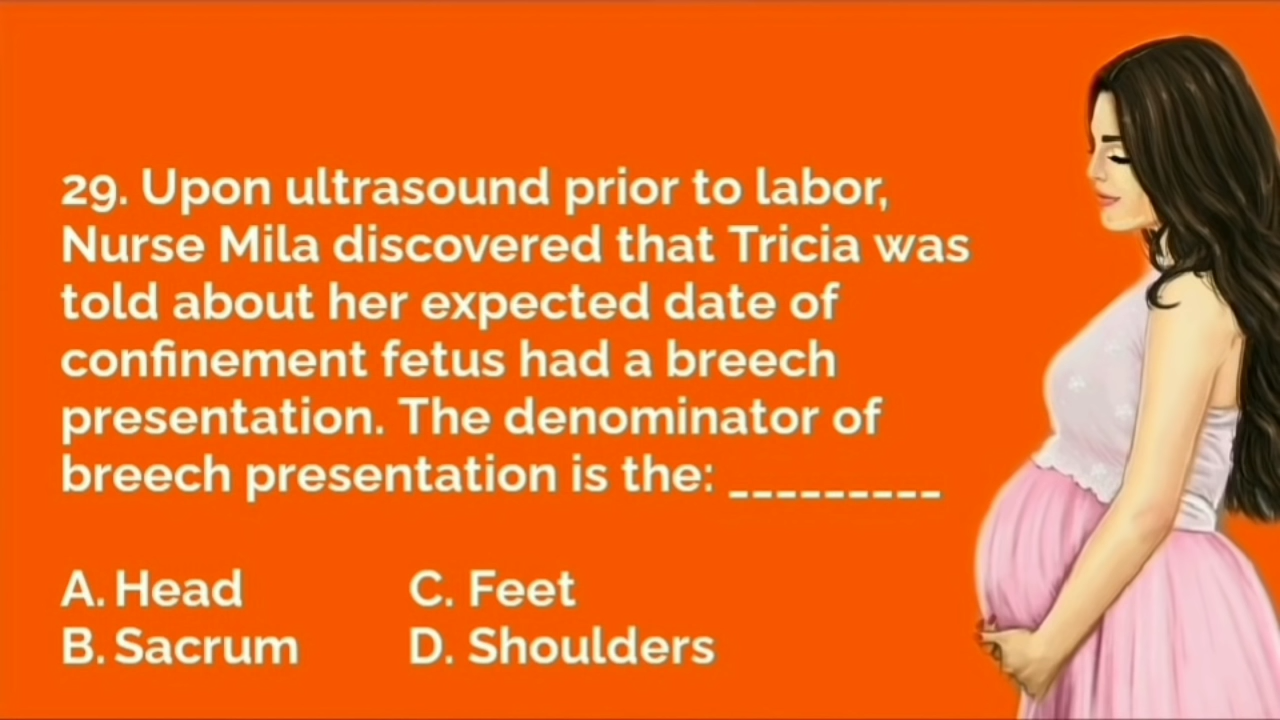 29. Upon ultrasound prior to labor,
Nurse Mila discovered that Tricia was
told about her expected date of
confinement fetus had a breech
presentation. The denominator of
breech presentation is the: _________
A. Head C. Feet
B. Sacrum D. Shoulders